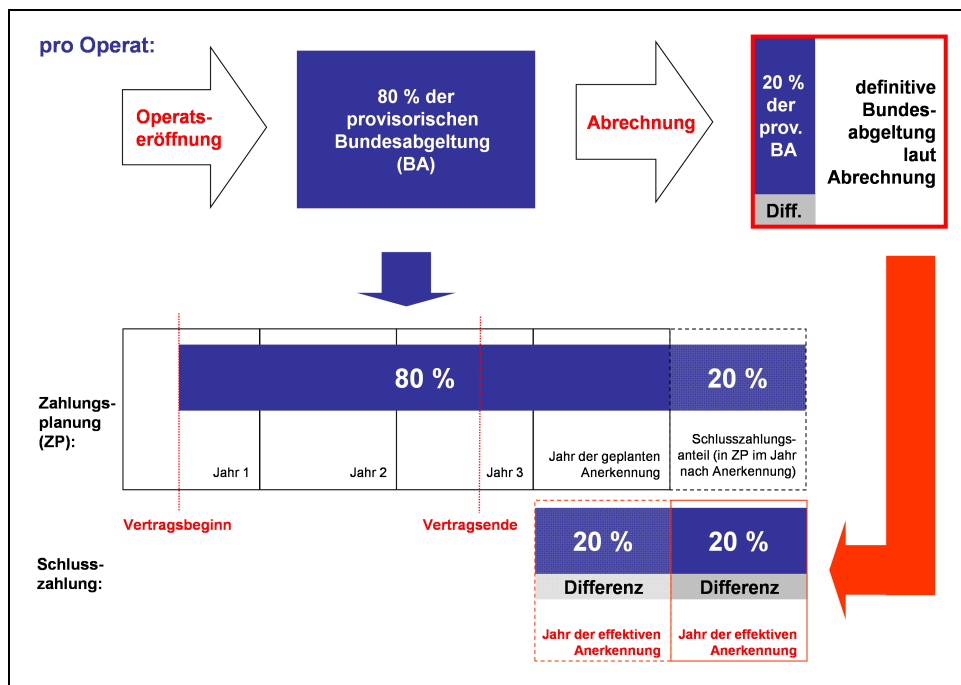 pro Operat:
Operats-
eröffnung
80 % der
provisorischen
Bundesabgeltung
(BA)
Abrechnung
20 %
der
prov.
BA
Diff.
definitive
Bundes-
abgeltung
laut
Abrechnung
80 %
20 %
Zahlungs-
planung
(ZP):
Jahr 1
Jahr 2
Jahr 3
Jahr der geplanten
Anerkennung
Schlusszahlungs-
anteil (in ZP im Jahr
nach Anerkennung)
Vertragsbeginn
Vertragsende
Schluss-
zahlung:
20 %
20 %
Differenz
Differenz
Jahr der effektiven
Anerkennung
Jahr der effektiven
Anerkennung